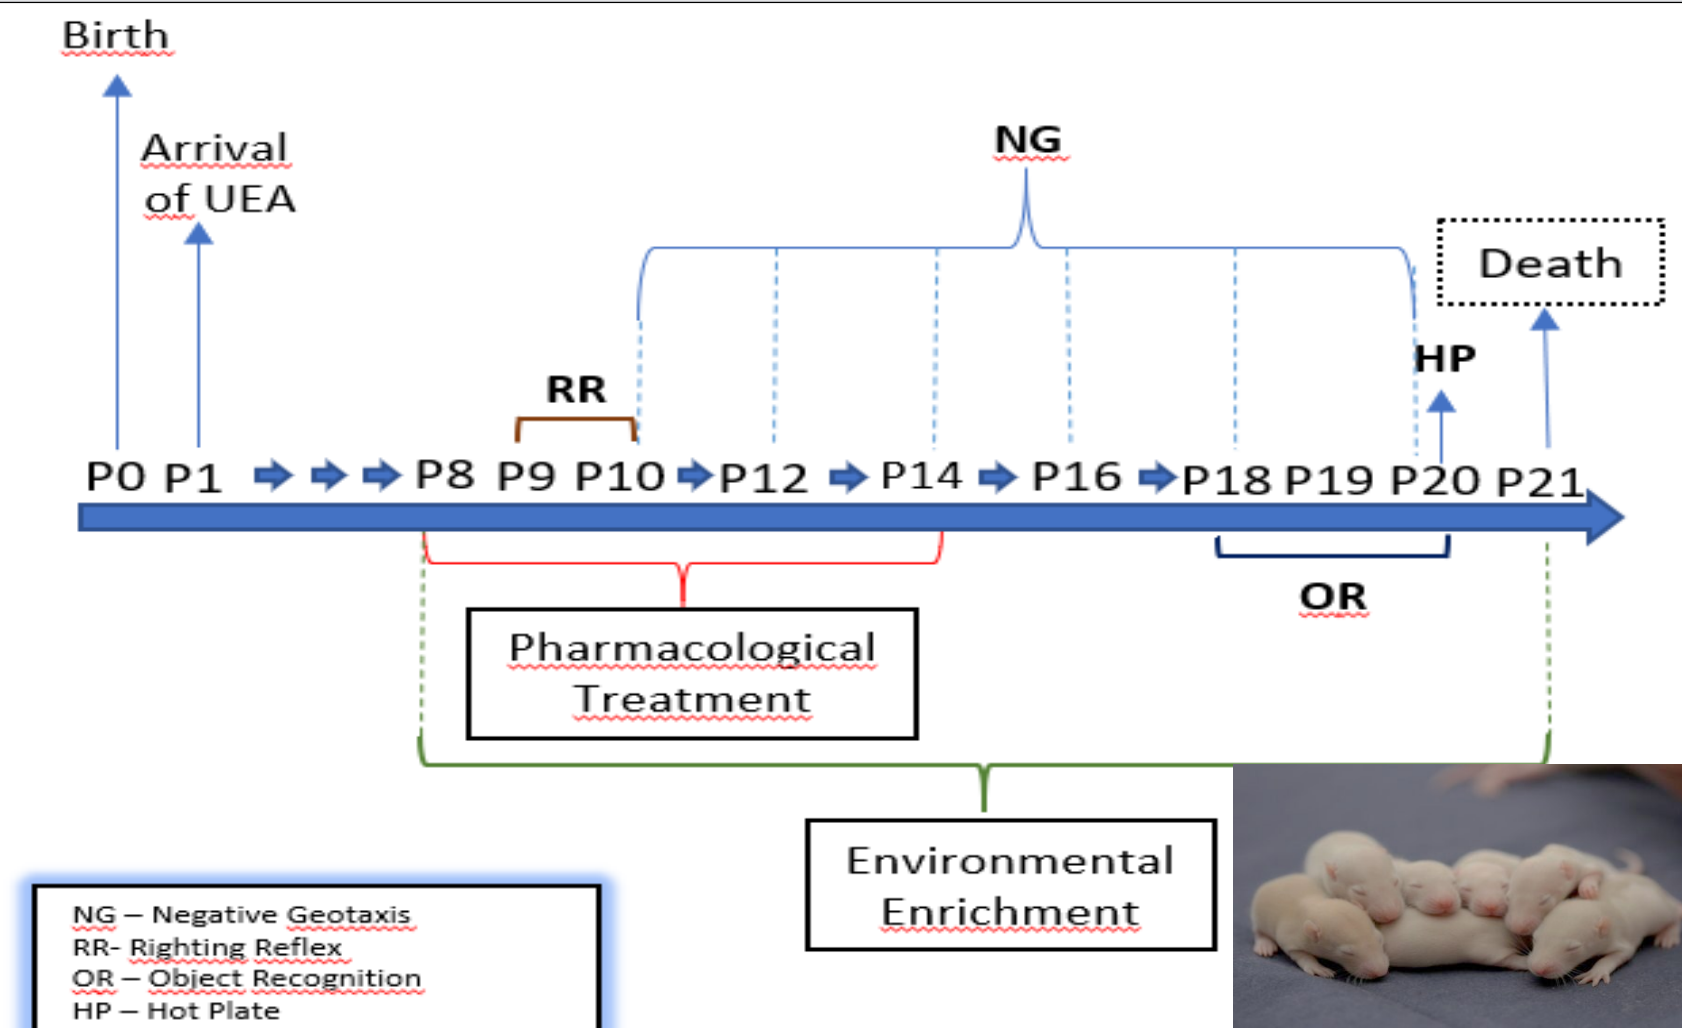 Birth
Arrival
of UEA
NG
Death
HP
RR
P0 P1 P8 P9 P10 P12 P14 P16 P18 P19 P20 P21
OR
Pharmacological
Treatment
Environmental
Enrichment
NG – Negative Geotaxis
RR- Righting Reflex
OR – Object Recognition
HP – Hot Plate